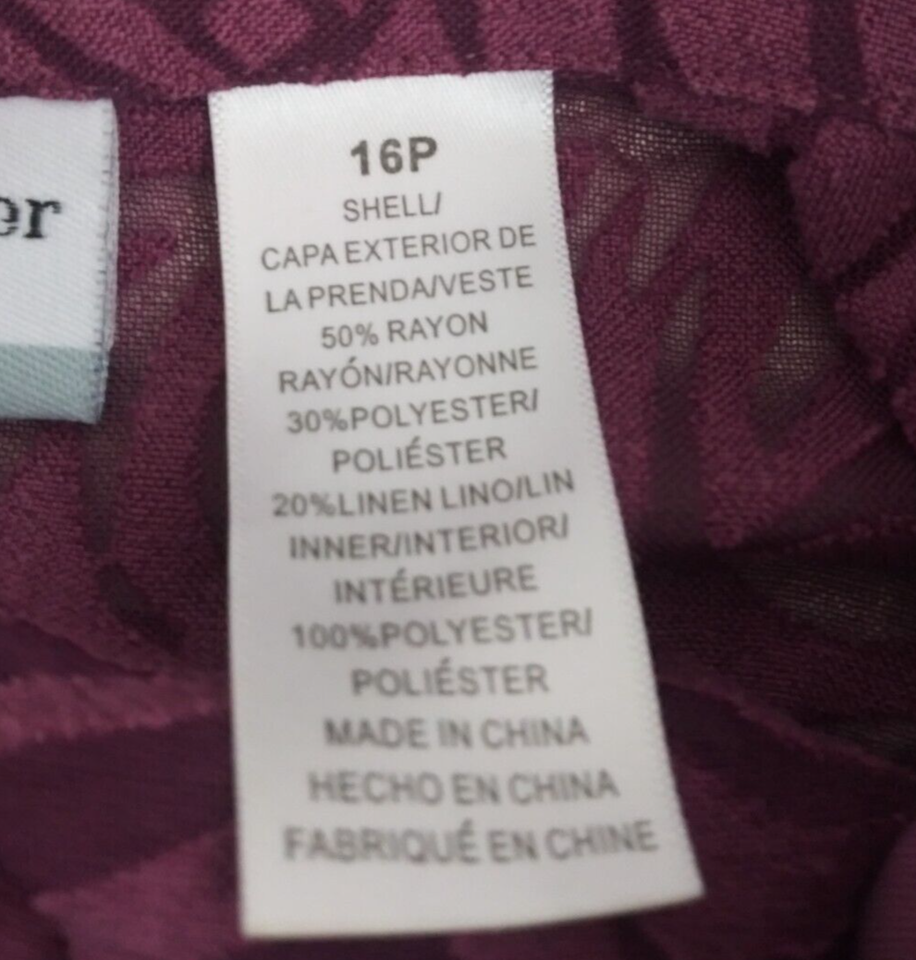 er
16P
SHELL/
CAPA EXTERIOR DE
LA PRENDA/VESTE
50% RAYON
RAYÓN/RAYONNE
30%POLYESTER/
POLIÉSTER
20%LINEN LINO/LIN
INNER/INTERIOR/
INTÉRIEURE
100%POLYESTER/
POLIÉSTER
MADE IN CHINA
HECHO EN CHINA
FABRIQUÉ EN CHINE